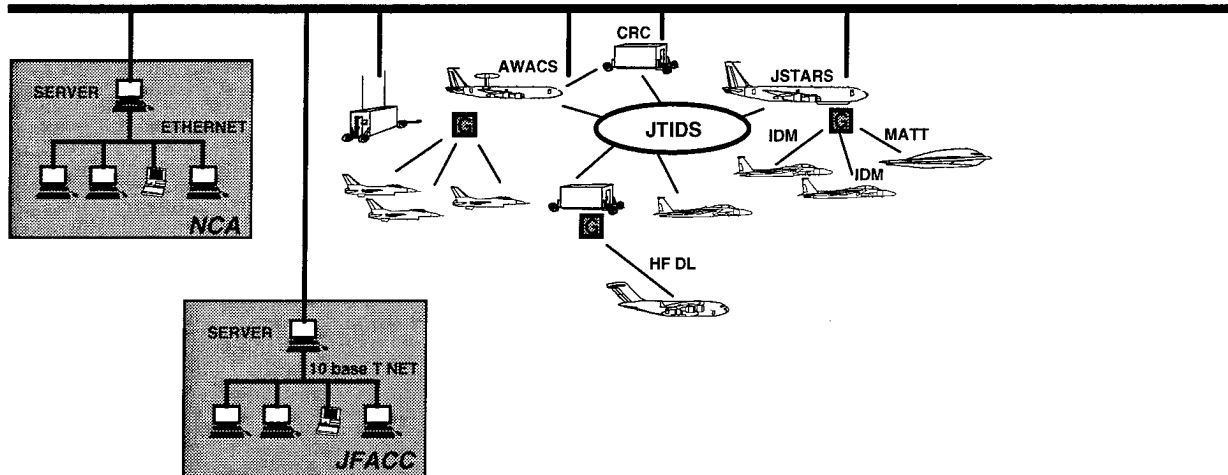 CRC
AWACS
JSTARS
SERVER
ETHERNET
G
JTIDS
G
IDM
MATT
IDM
NCA
G
HF DL
SERVER
10 base T NET
JFACC